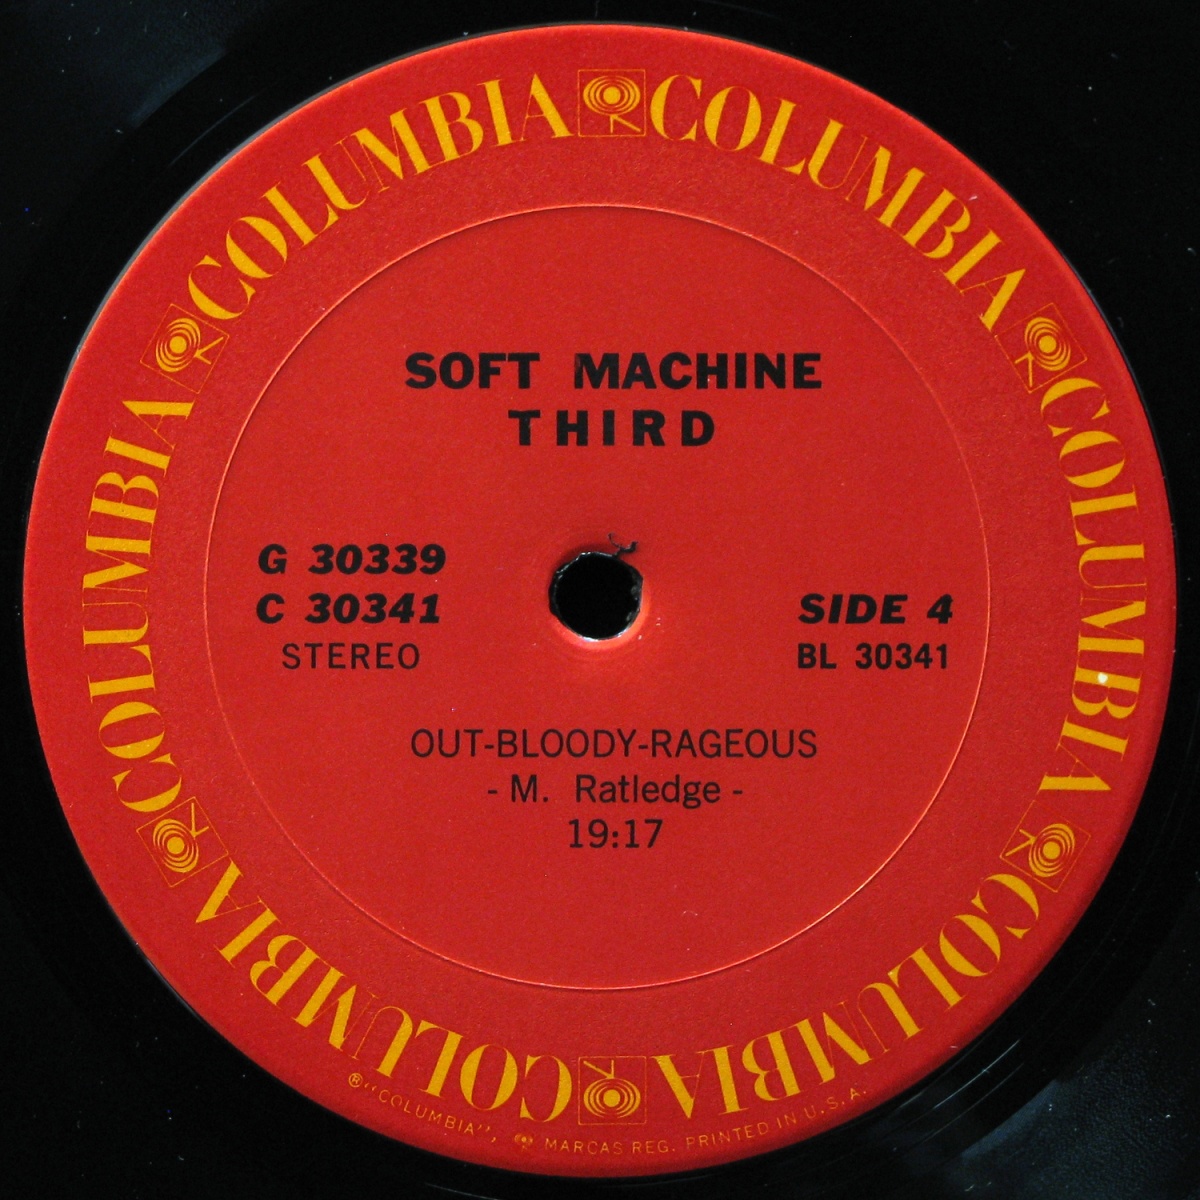 COLUMBIA COLUMBIA COLUMBIA COLUMBIA COLUMBIA COLUMBIA
SOFT MACHINE
THIRD
G 30339
C 30341
STEREO
SIDE 4
BL 30341
OUT-BLOODY-RAGEOUS
- M. Ratledge -
19:17
® "COLUMBIA", MARCAS REG. PRINTED IN U.S.A.